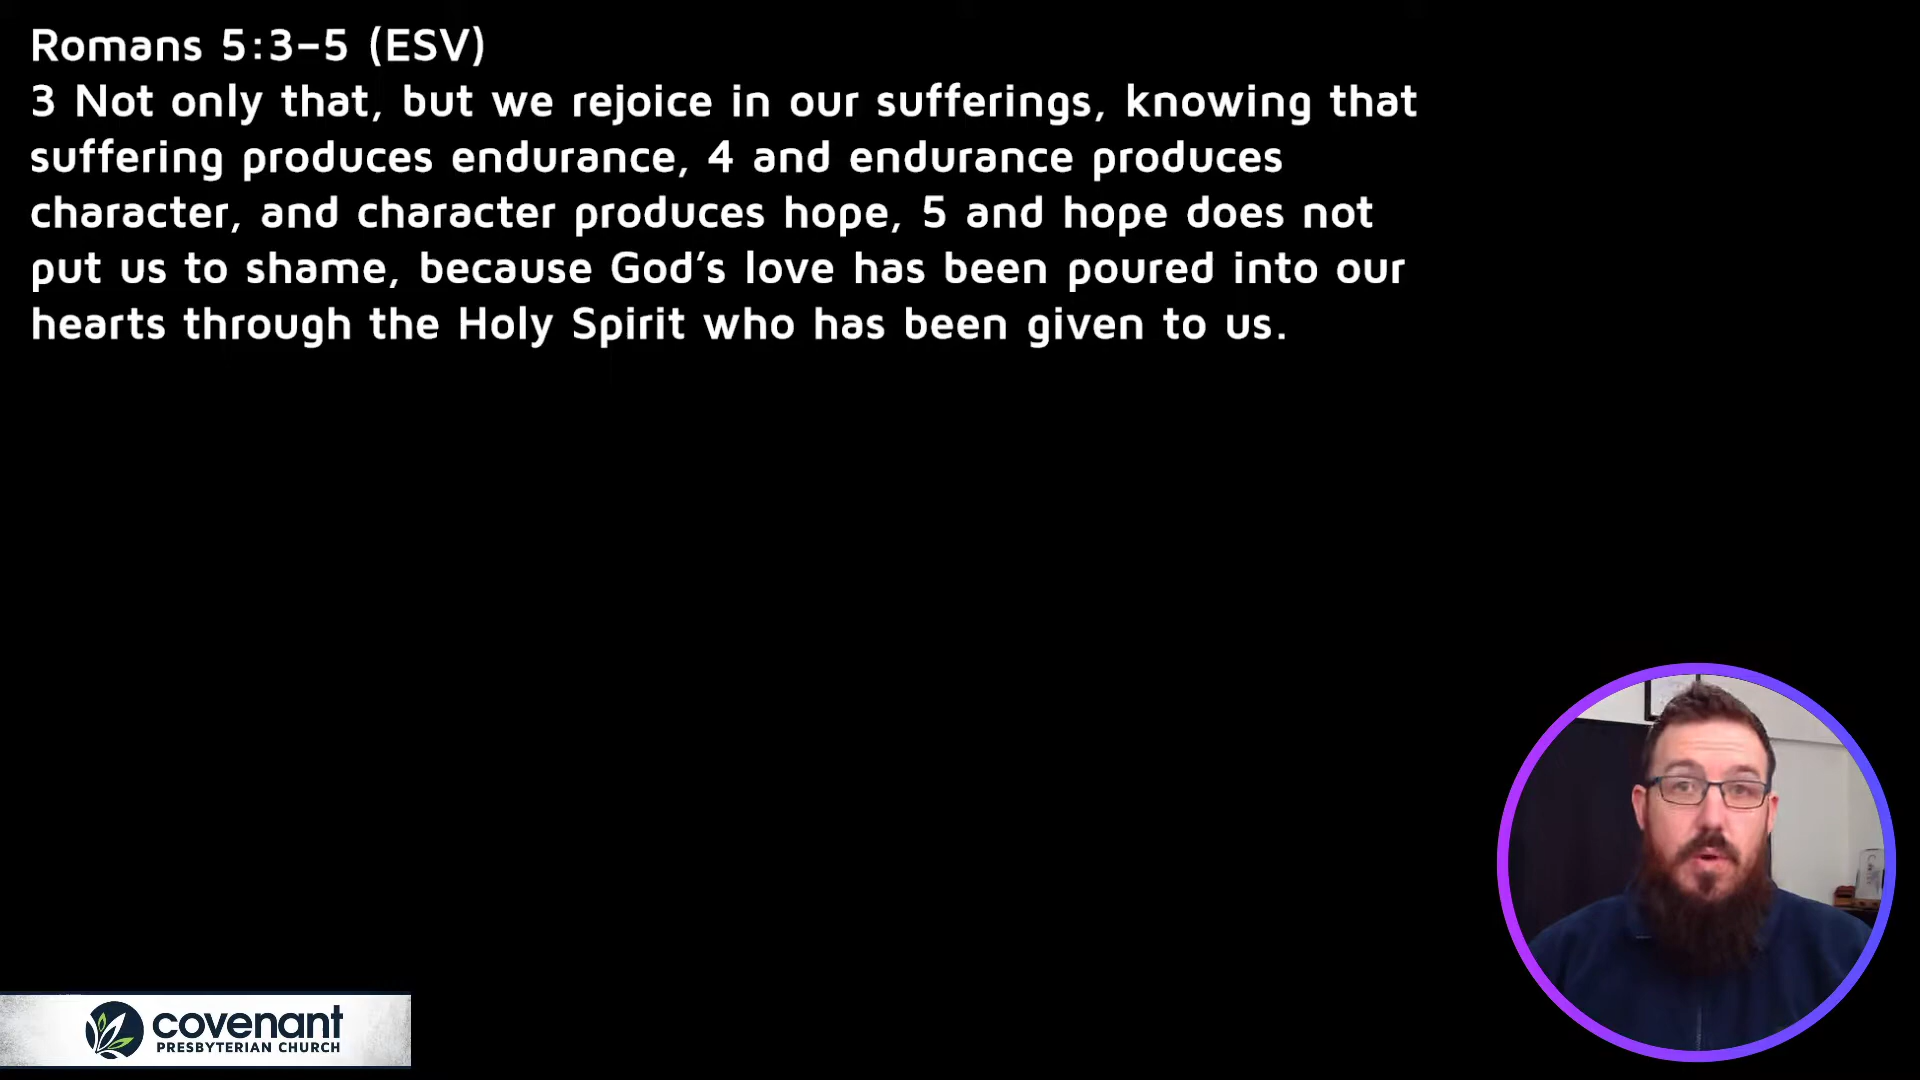 Romans 5:3–5 (ESV)
3 Not only that, but we rejoice in our sufferings, knowing that
suffering produces endurance, 4 and endurance produces
character, and character produces hope, 5 and hope does not
put us to shame, because God’s love has been poured into our
hearts through the Holy Spirit who has been given to us.
covenant
PRESBYTERIAN CHURCH